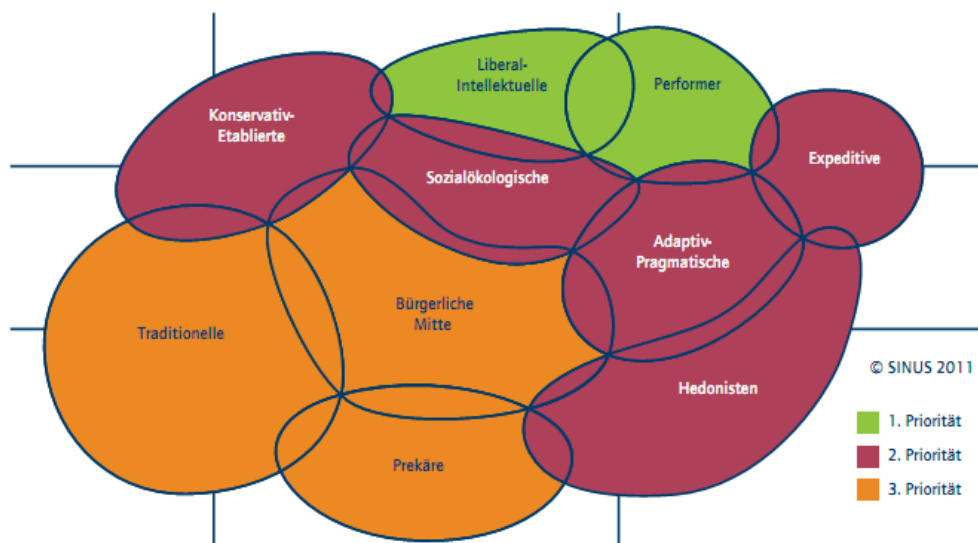 Liberal-
Intellektuelle
Performer
Konservativ-
Etablierte
Expeditive
Sozialökologische
Adaptiv-
Pragmatische
Bürgerliche
Mitte
Traditionelle
Hedonisten
Prekäre
© SINUS 2011
1. Priorität
2. Priorität
3. Priorität